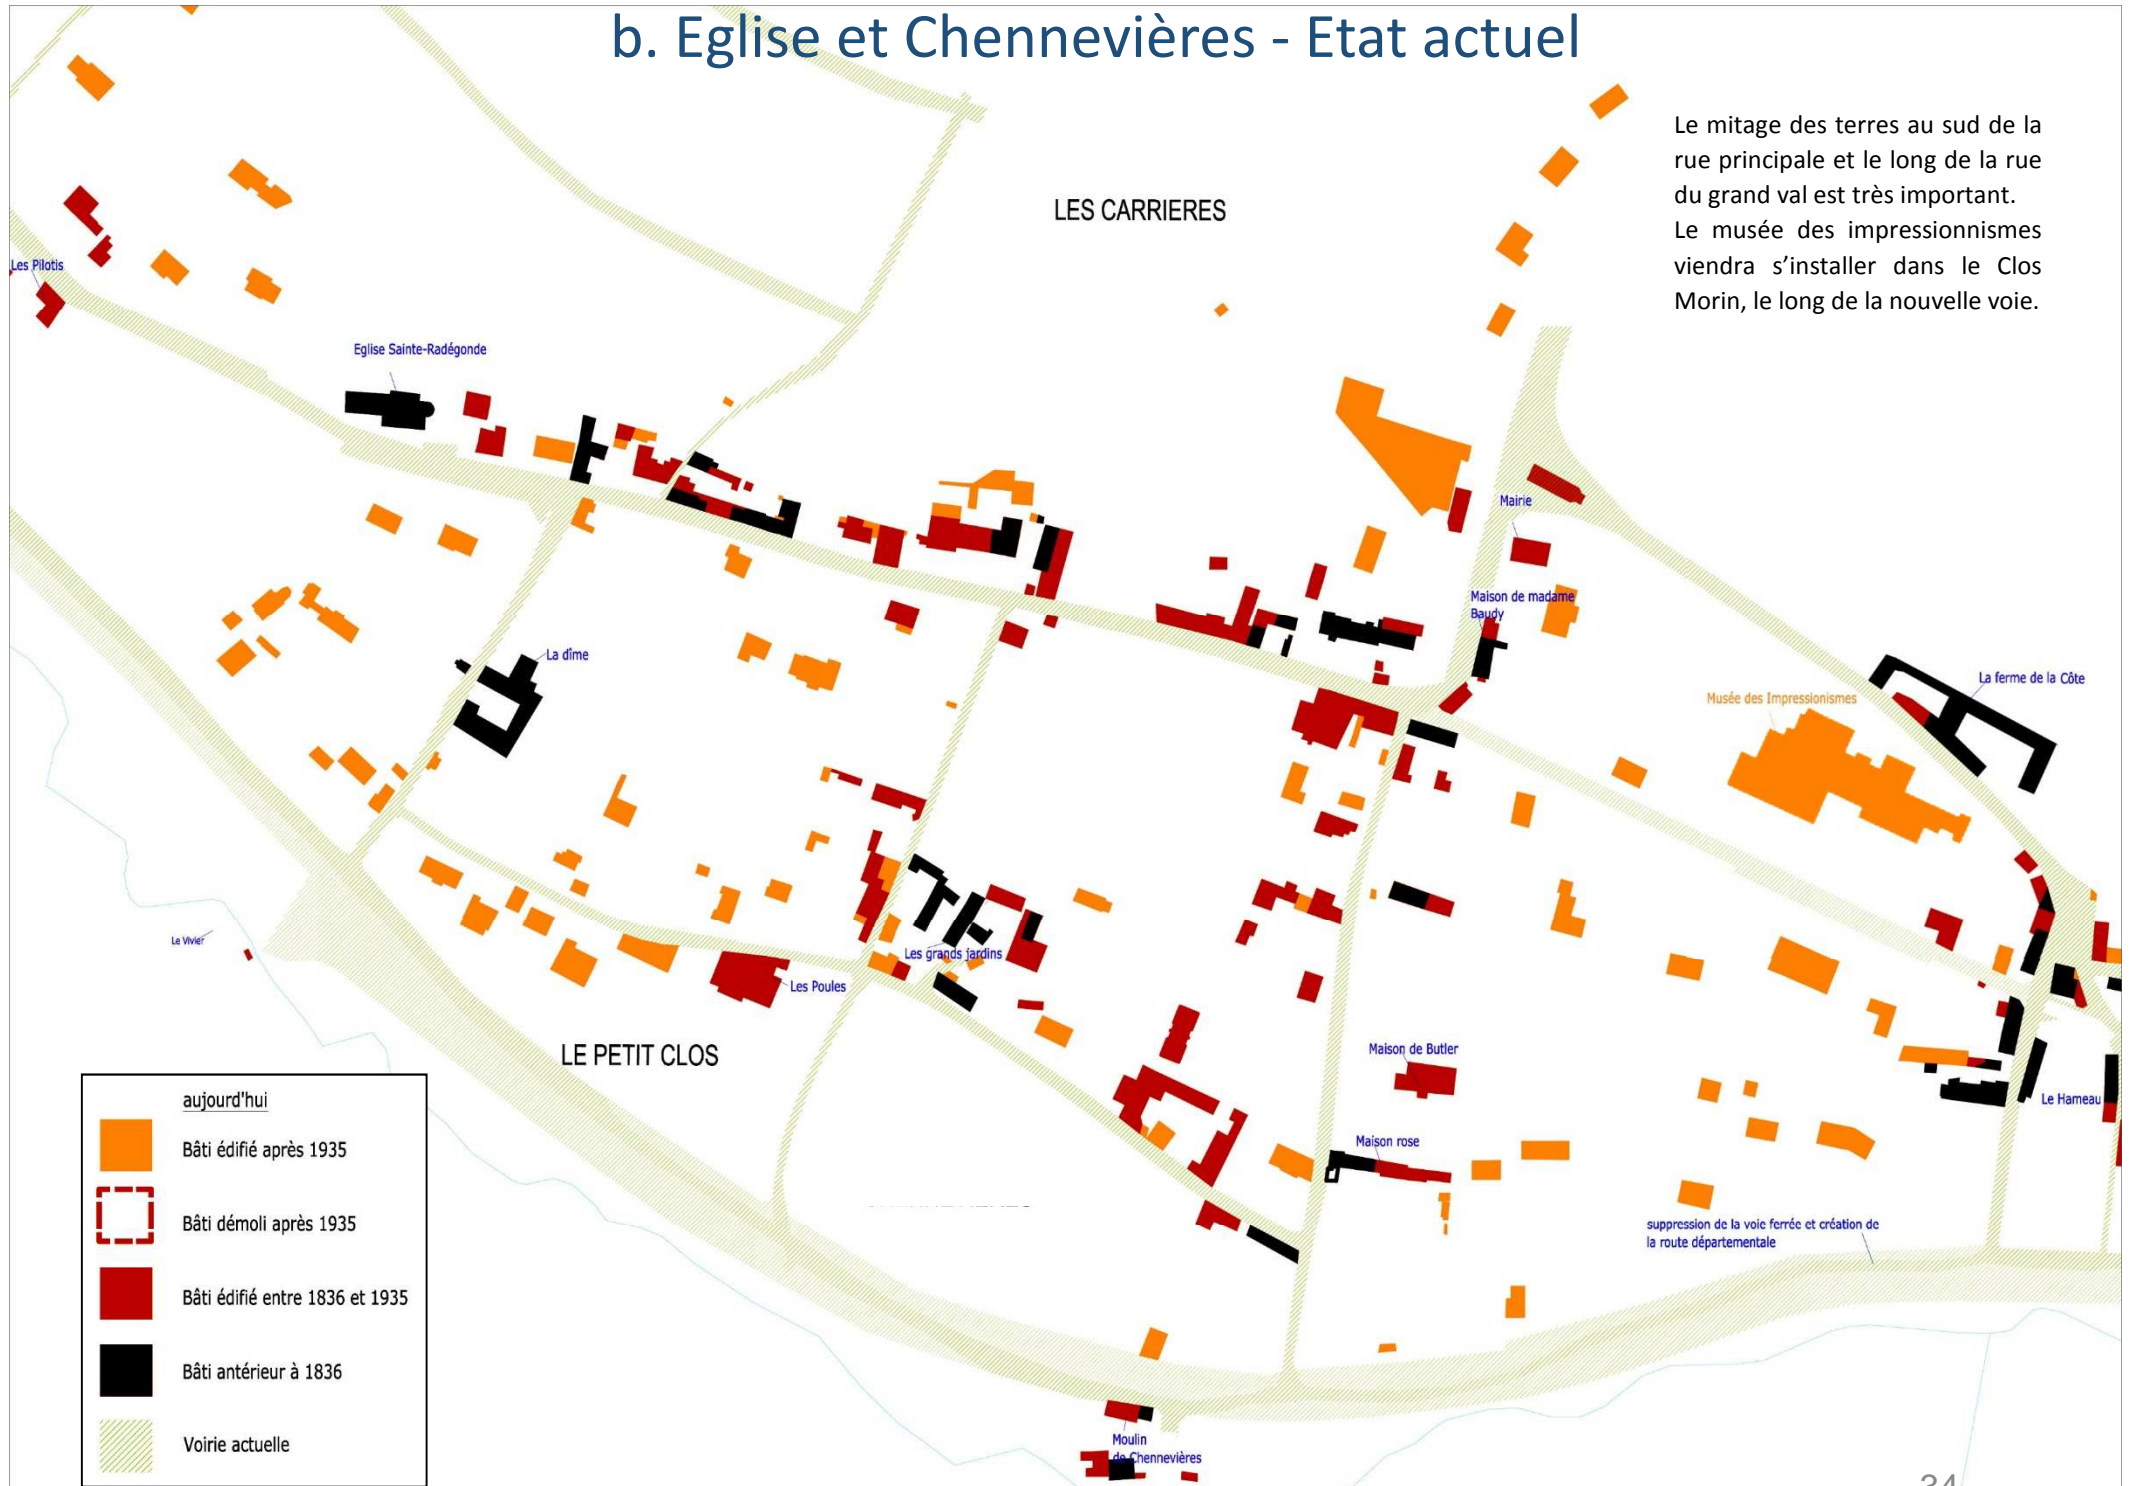 b. Eglise et Chennevières - Etat actuel
Le mitage des terres au sud de la
rue principale et le long de la rue
du grand val est très important.
Le musée des impressionnismes
viendra s'installer dans le Clos
Morin, le long de la nouvelle voie.
LES CARRIERES
Les Pilotis
Eglise Sainte-Radégonde
Mairie
Maison de madame
Baudy
La dîme
La ferme de la Côte
Musée des Impressionismes
Le Vivier
Les grands jardins
Les Poules
LE PETIT CLOS
Maison de Butler
Le Hameau
Maison rose
suppression de la voie ferrée et création de
la route départementale
Moulin
de Chennevières
aujourd'hui
Bâti édifié après 1935
Bâti démoli après 1935
Bâti édifié entre 1836 et 1935
Bâti antérieur à 1836
Voirie actuelle
34